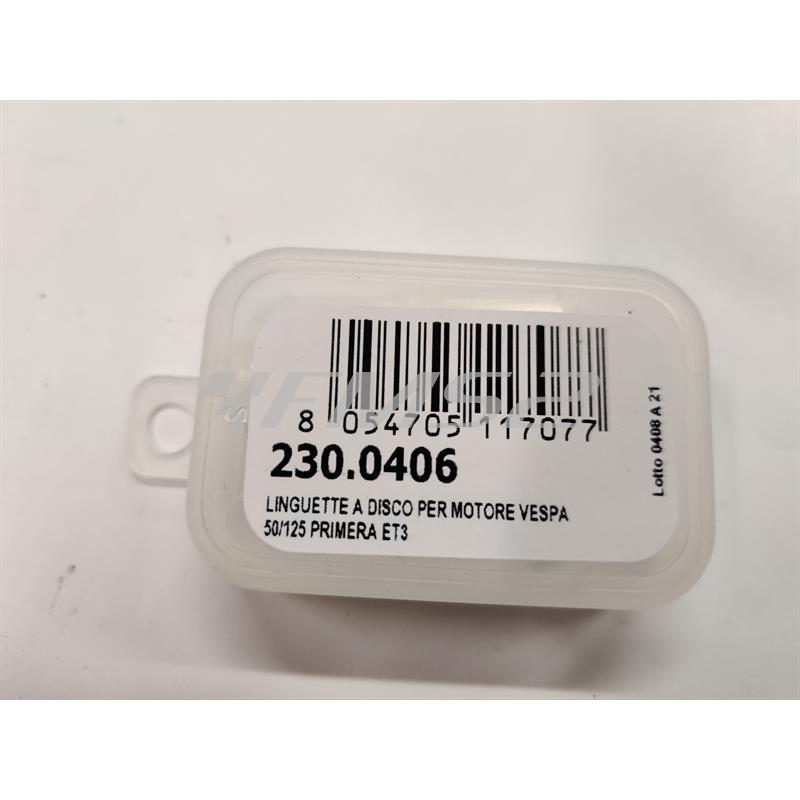 8 054705 117077
230.0406
LINGUETTE A DISCO PER MOTORE VESPA
50/125 PRIMERA ET3
Lotto 0408 A 21